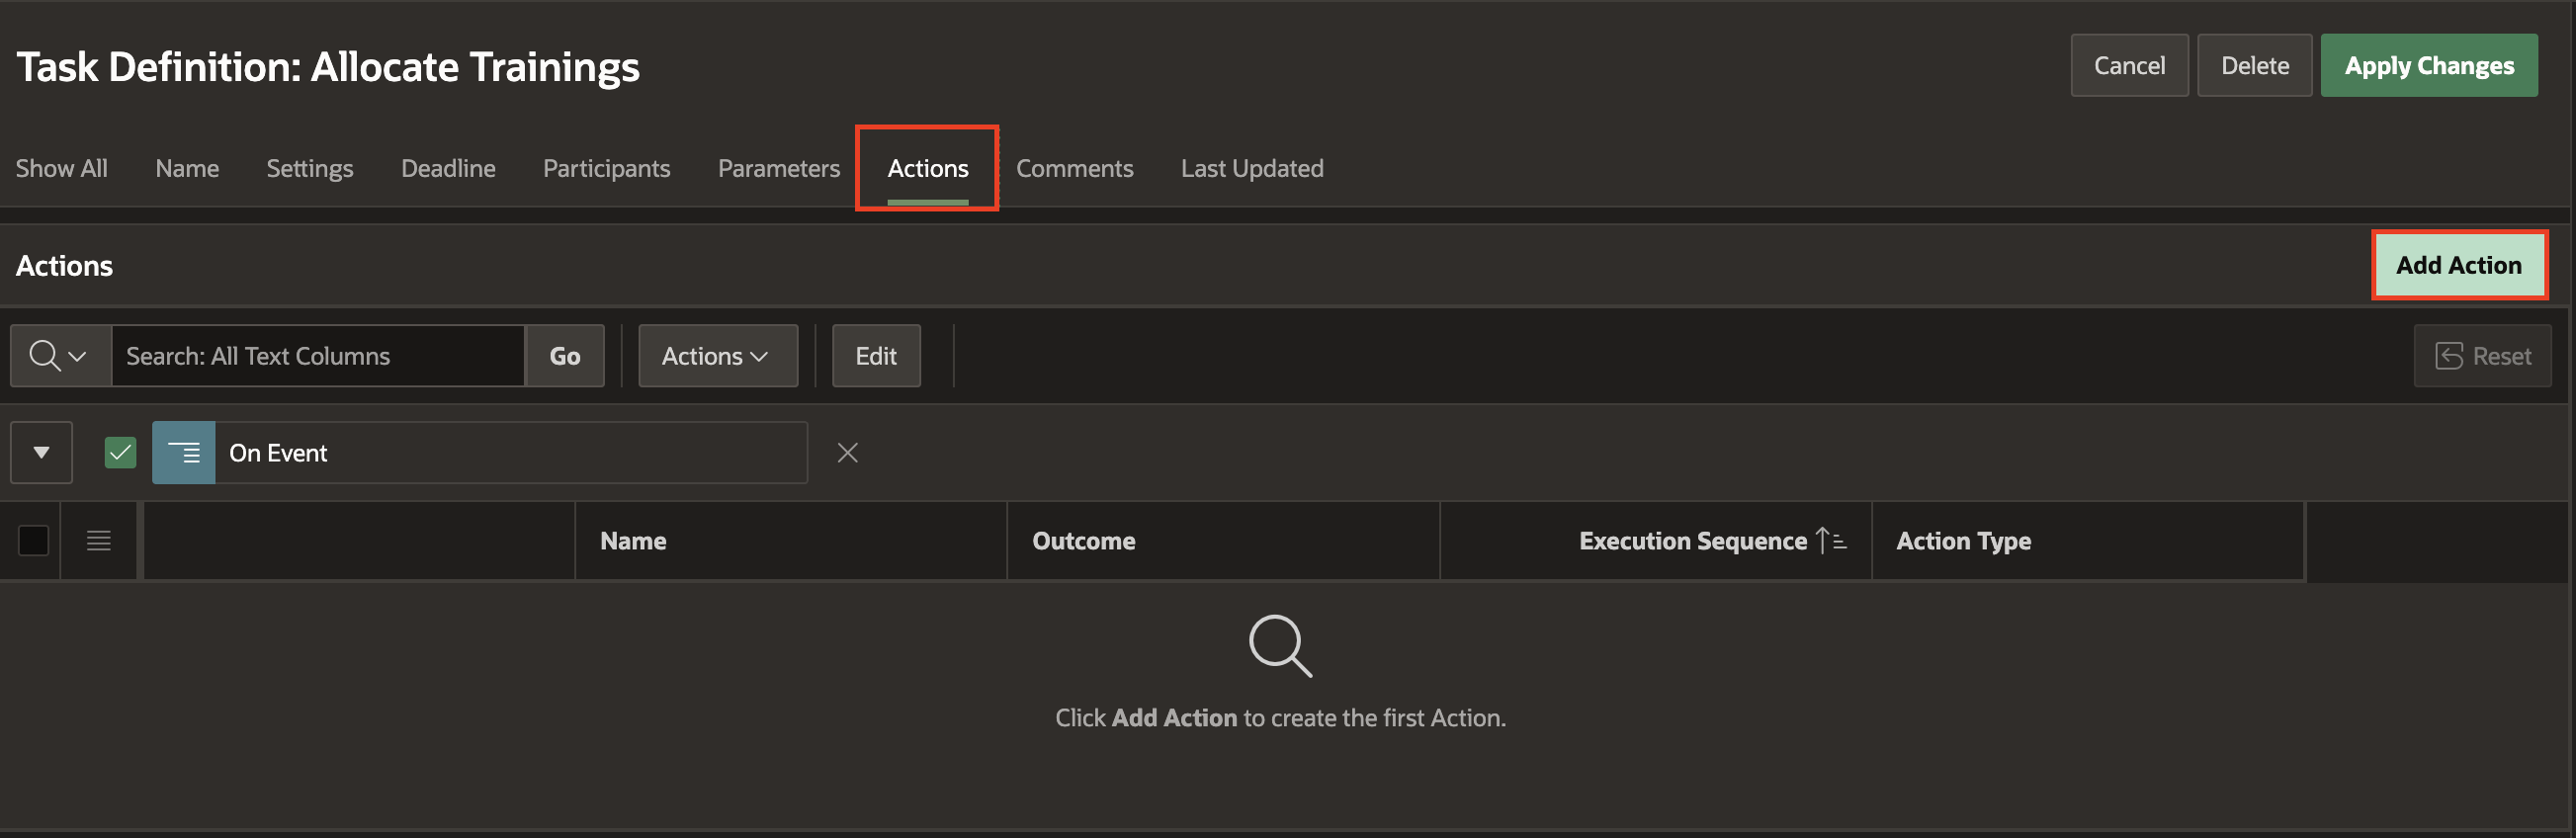 Task Definition: Allocate Trainings
Cancel Delete Apply Changes
Show All Name Settings Deadline Participants Parameters Actions Comments Last Updated
Actions Add Action
Search: All Text Columns Go Actions Edit Reset
On Event
Name Outcome Execution Sequence Action Type
Click Add Action to create the first Action.